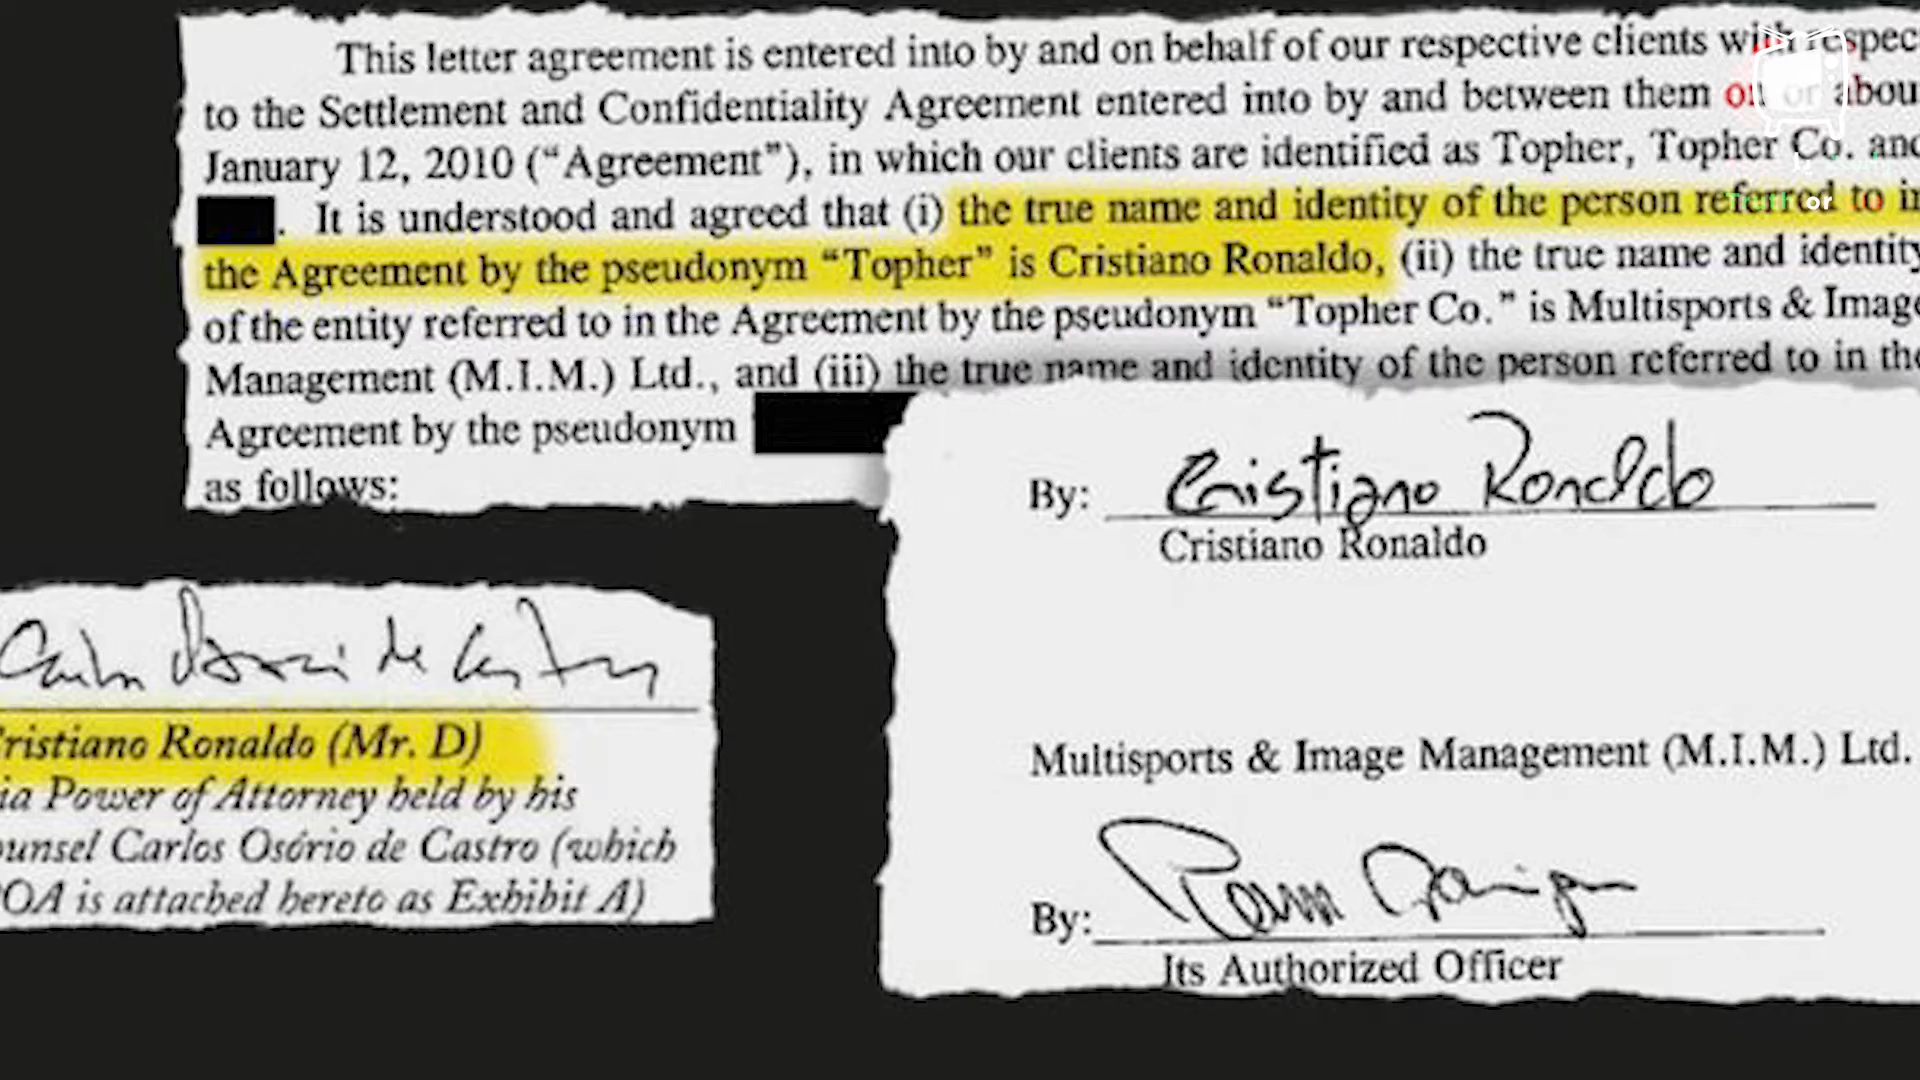 This letter agreement is entered into by and on behalf of our respective clients with respec
to the Settlement and Confidentiality Agreement entered into by and between them on or abou
January 12, 2010 (“Agreement”), in which our clients are identified as Topher, Topher Co. and
. It is understood and agreed that (i) the true name and identity of the person referred to in
the Agreement by the pseudonym “Topher” is Cristiano Ronaldo, (ii) the true name and identity
of the entity referred to in the Agreement by the pseudonym “Topher Co.” is Multisports & Image
Management (M.I.M.) Ltd., and (iii) the true name and identity of the person referred to in the
Agreement by the pseudonym
as follows:
or
By: Cristiano Ronaldo
Cristiano Ronaldo
Multisports & Image Management (M.I.M.) Ltd.
By:
Its Authorized Officer
ristiano Ronaldo (Mr. D)
ia Power of Attorney held by his
ounsel Carlos Osório de Castro (which
OA is attached hereto as Exhibit A)